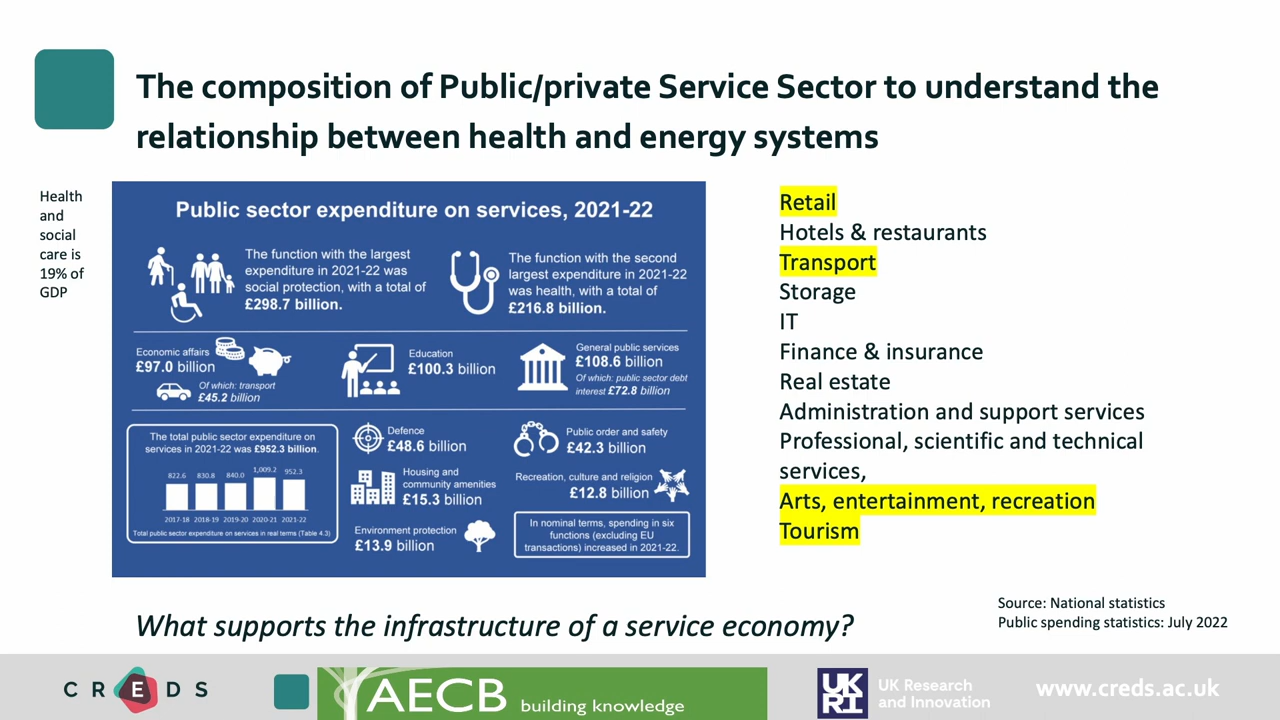 The composition of Public/private Service Sector to understand the
relationship between health and energy systems
Health
and
social
care is
19% of
GDP
Public sector expenditure on services, 2021-22
The function with the largest
expenditure in 2021-22 was
social protection, with a total of
£298.7 billion.
The function with the second
largest expenditure in 2021-22
was health, with a total of
£216.8 billion.
Economic affairs
£97.0 billion
Of which: transport
£45.2 billion
Education
£100.3 billion
General public services
£108.6 billion
Of which: public sector debt
interest £72.8 billion
The total public sector expenditure on
services in 2021-22 was £952.3 billion.
822.6 830.8 840.0 1,009.2 952.3
2017-18 2018-19 2019-20 2020-21 2021-22
Total public sector expenditure on services in real terms (Table 4.3)
Defence
£48.6 billion
Public order and safety
£42.3 billion
Housing and
community amenities
£15.3 billion
Recreation, culture and religion
£12.8 billion
Environment protection
£13.9 billion
In nominal terms, spending in six
functions (excluding EU
transactions) increased in 2021-22.
Retail
Hotels & restaurants
Transport
Storage
IT
Finance & insurance
Real estate
Administration and support services
Professional, scientific and technical
services,
Arts, entertainment, recreation
Tourism
What supports the infrastructure of a service economy?
Source: National statistics
Public spending statistics: July 2022
CREDS
AECB building knowledge
UKRI
UK Research
and Innovation
www.creds.ac.uk